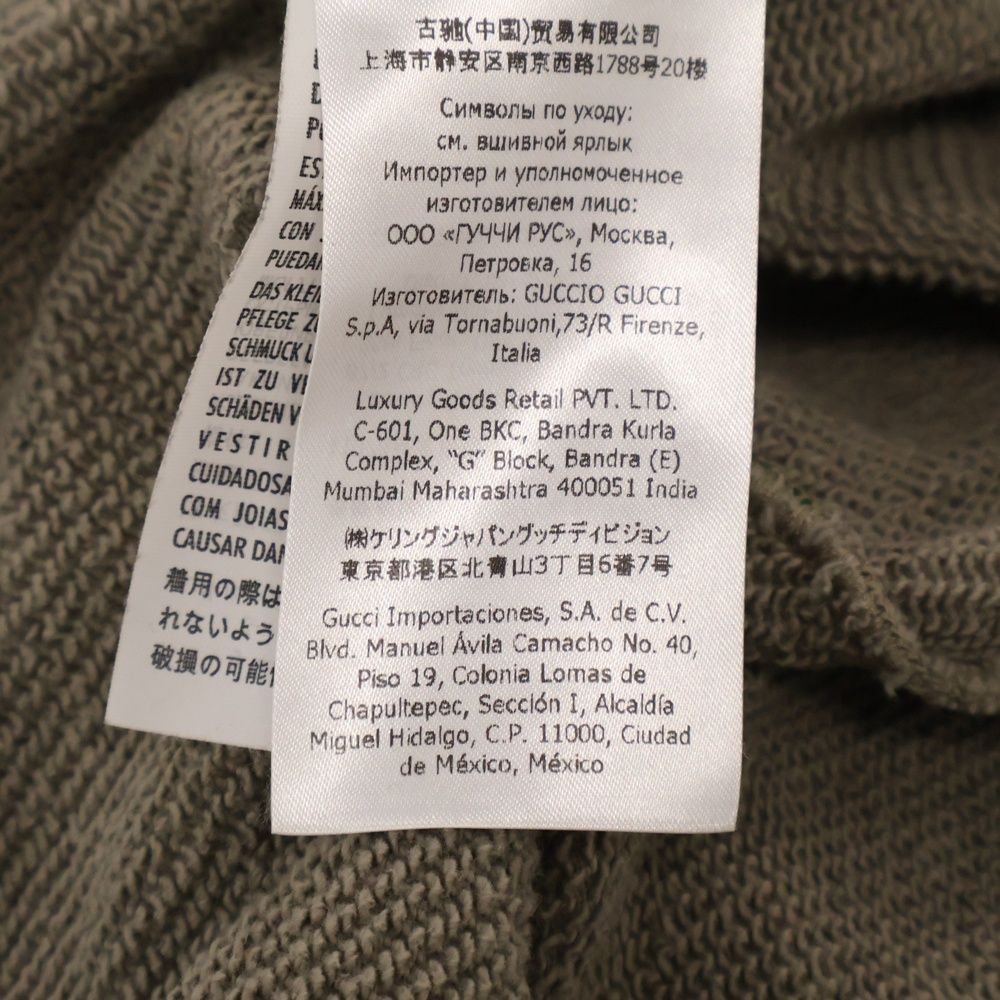 古驰(中国)贸易有限公司
上海市静安区南京西路1788号20楼
Символы по уходу:
см. вшивной ярлык
Импортер и уполномоченное
изготовителем лицо:
ООО «ГУЧЧИ РУС», Москва,
Петровка, 16
Изготовитель: GUCCIO GUCCI
S.p.A, via Tornabuoni,73/R Firenze,
Italia
Luxury Goods Retail PVT. LTD.
C-601, One BKC, Bandra Kurla
Complex, "G" Block, Bandra (E)
Mumbai Maharashtra 400051 India
㈱ケリングジャパングッチディビジョン
東京都港区北青山3丁目6番7号
Gucci Importaciones, S.A. de C.V.
Blvd. Manuel Ávila Camacho No. 40,
Piso 19, Colonia Lomas de
Chapultepec, Sección I, Alcaldía
Miguel Hidalgo, C.P. 11000, Ciudad
de México, México
ES
MÁX
CON
PUEDA
DAS KLEI
PFLEGE Z
SCHMUCK
IST ZU V
SCHÄDEN V
VESTIR
CUIDADOSA
COM JOIAS
CAUSAR DAN
着用の際は
れないよう
破損の可能